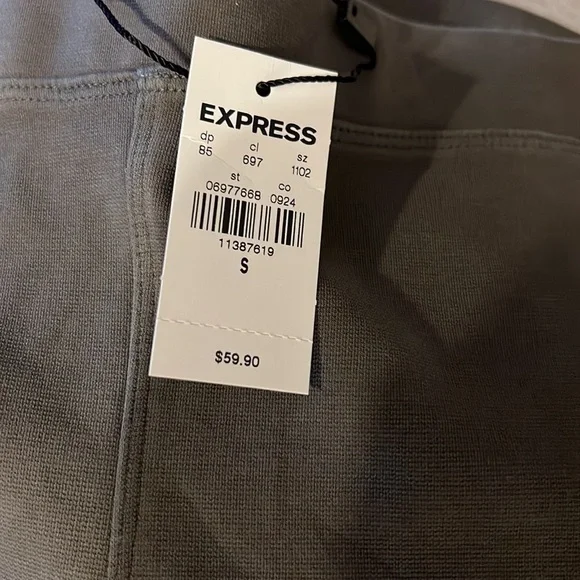 EXPRESS
dp cl sz
85 697 1102
st co
06977668 0924
11387619
S
$59.90